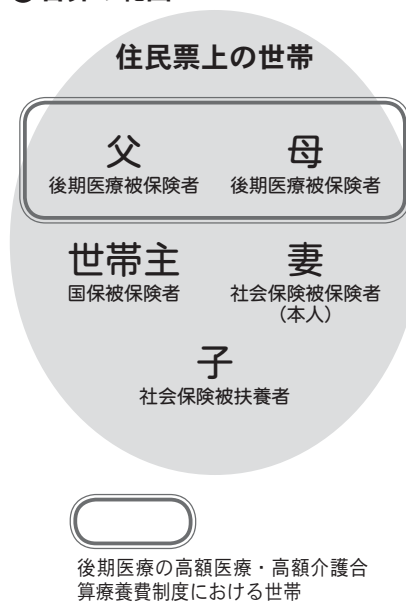 住民票上の世帯
父 母
後期医療被保険者 後期医療被保険者
世帯主 妻
国保被保険者 社会保険被保険者
（本人）
子
社会保険被扶養者
後期医療の高額医療・高額介護合
算療養費制度における世帯